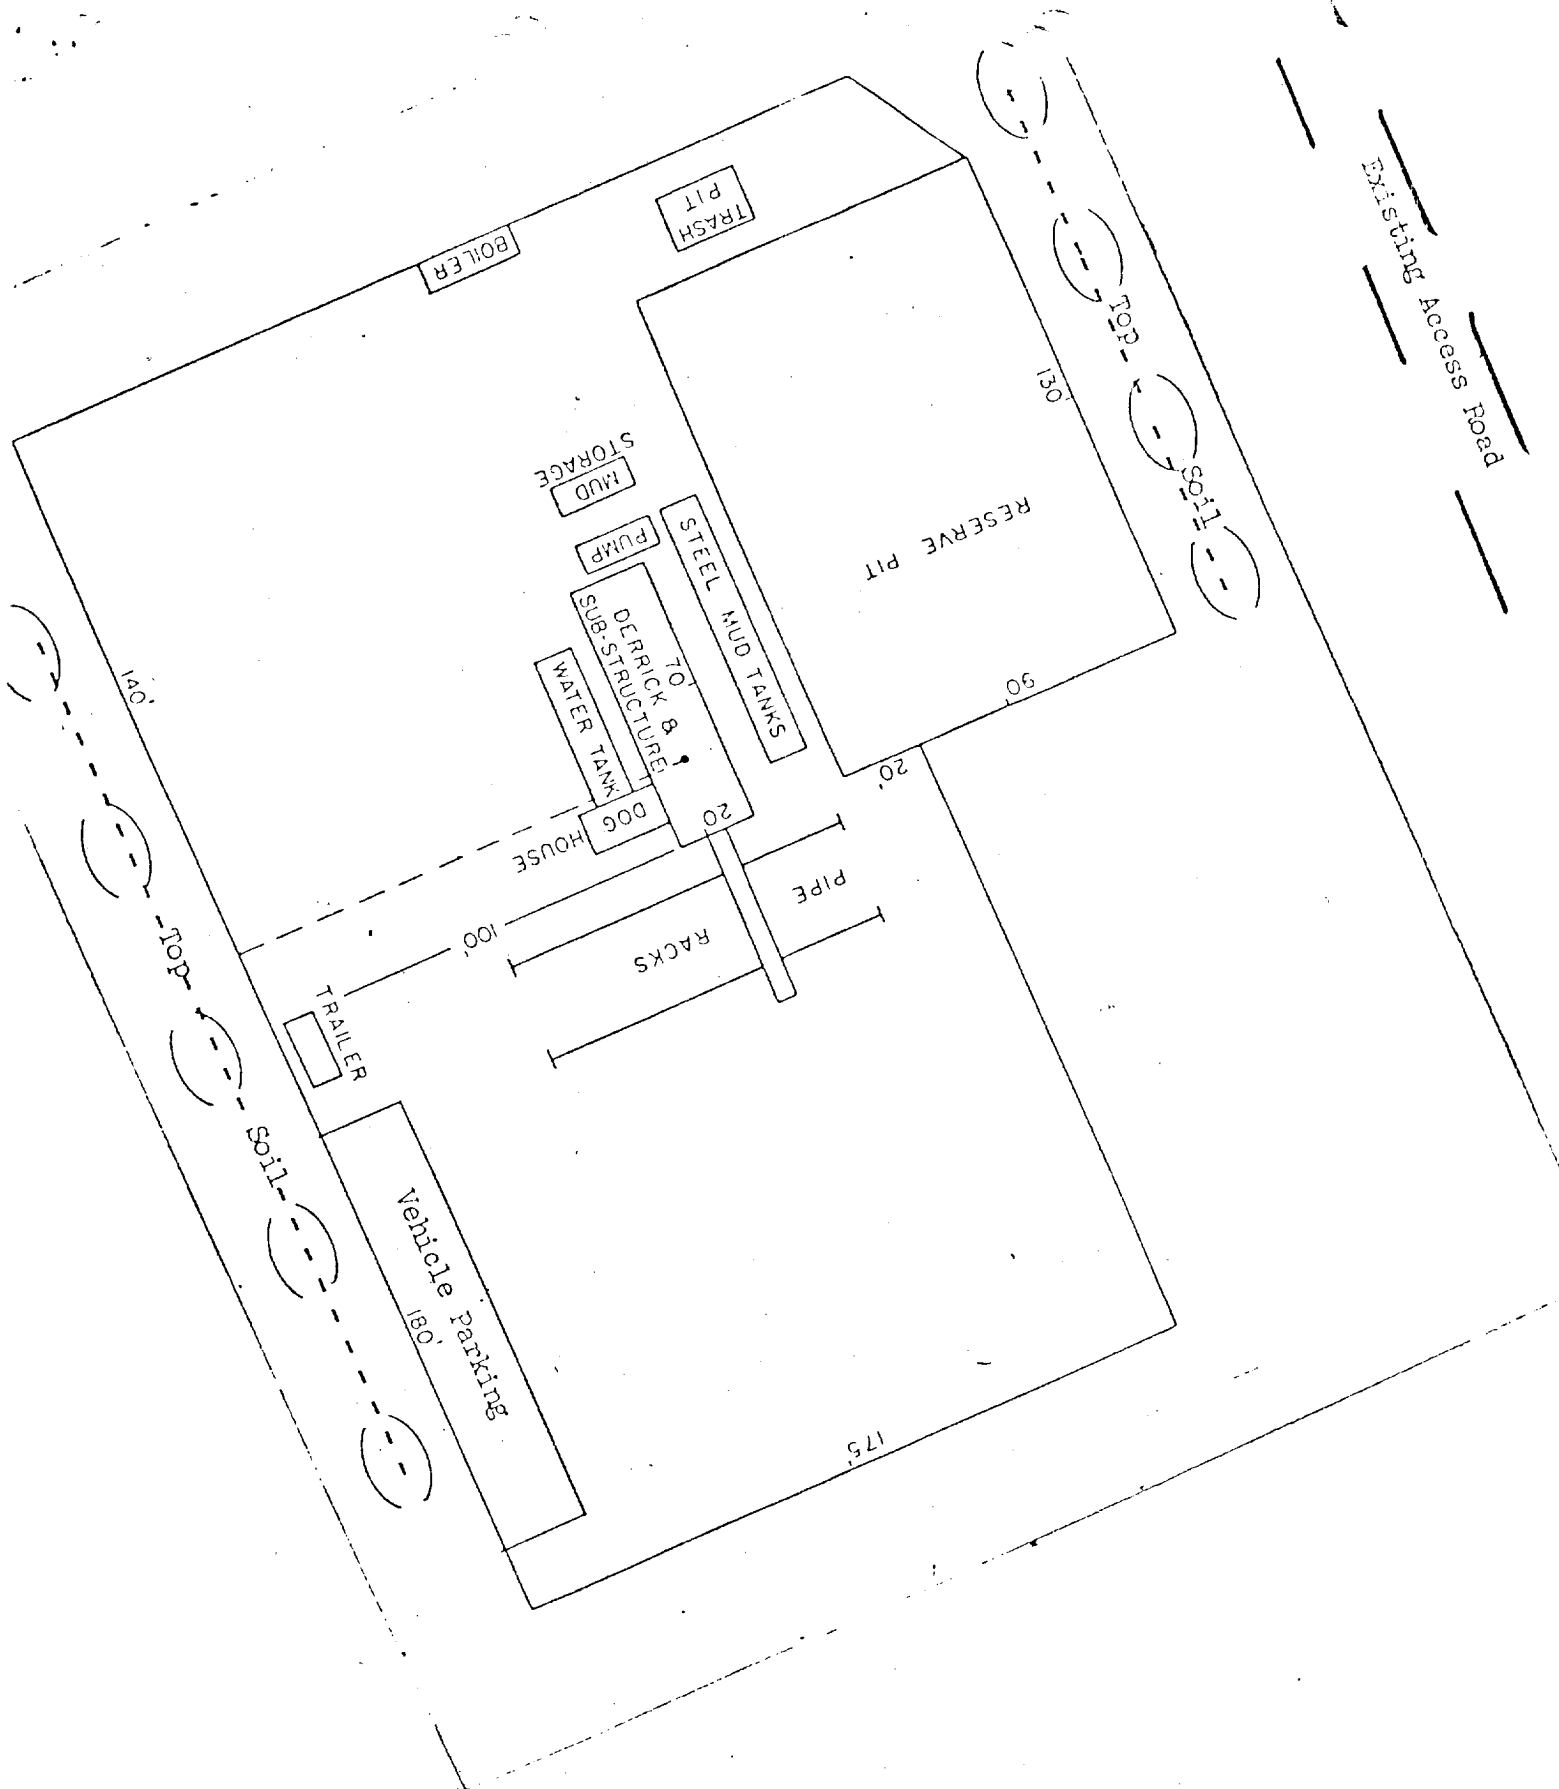 Existing Access Road
Top
Soil
TRASH
PIT
BOILER
130'
RESERVE PIT
STORAGE
MUD
PUMP
STEEL MUD TANKS
DERRICK &
SUB-STRUCTURE
70'
WATER TANK
DOG
HOUSE
20'
90'
20'
140'
100'
PIPE
RACKS
TRAILER
Top
Soil
Vehicle Parking
180'
175'